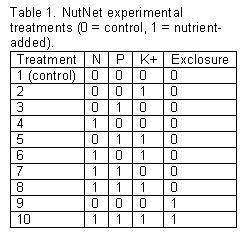 Table 1. NutNet experimental
treatments (0 = control, 1 = nutrient-
added).
Treatment N P K+ Exclosure
1 (control) 0 0 0 0
2 0 0 1 0
3 0 1 0 0
4 1 0 0 0
5 0 1 1 0
6 1 0 1 0
7 1 1 0 0
8 1 1 1 0
9 0 0 0 1
10 1 1 1 1